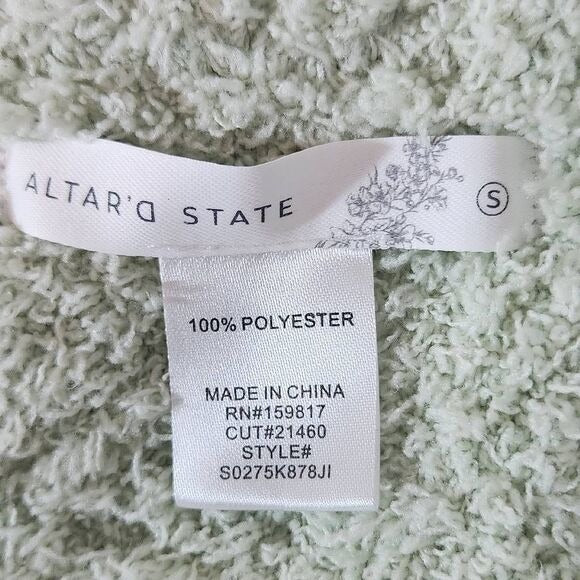 ALTAR'D STATE
S
100% POLYESTER
MADE IN CHINA
RN#159817
CUT#21460
STYLE#
S0275K878JI